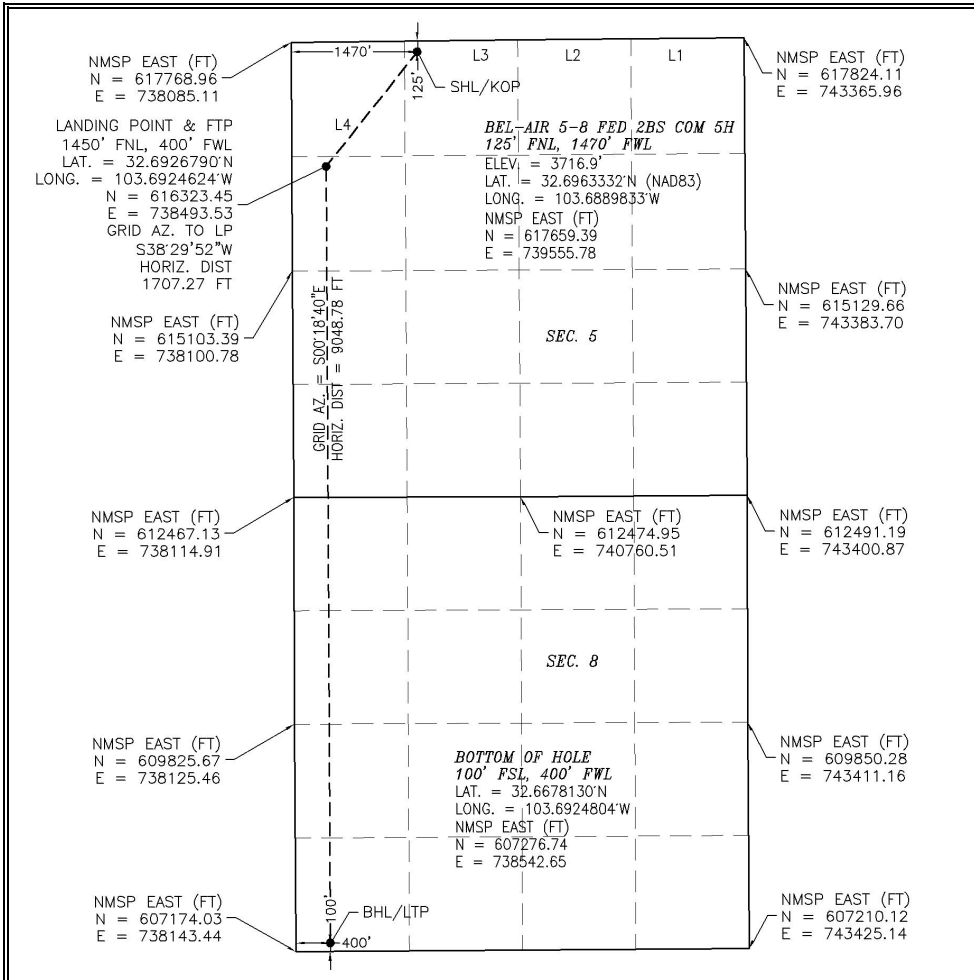 1470'
L3
L2
L1
NMSP EAST (FT)
N = 617768.96
E = 738085.11
125'
SHL/KOP
NMSP EAST (FT)
N = 617824.11
E = 743365.96
L4
LANDING POINT & FTP
1450' FNL, 400' FWL
LAT. = 32.6926790°N
LONG. = 103.6924624°W
N = 616323.45
E = 738493.53
GRID AZ. TO LP
S38°29'52"W
HORIZ. DIST
1707.27 FT
BEL-AIR 5-8 FED 2BS COM 5H
125' FNL, 1470' FWL
ELEV. = 3716.9'
LAT. = 32.6963332°N (NAD83)
LONG. = 103.6889833°W
NMSP EAST (FT)
N = 617659.39
E = 739555.78
NMSP EAST (FT)
N = 615103.39
E = 738100.78
GRID AZ. = S00°18'40"E
HORIZ. DIST = 9048.78 FT
SEC. 5
NMSP EAST (FT)
N = 615129.66
E = 743383.70
NMSP EAST (FT)
N = 612467.13
E = 738114.91
NMSP EAST (FT)
N = 612474.95
E = 740760.51
NMSP EAST (FT)
N = 612491.19
E = 743400.87
SEC. 8
NMSP EAST (FT)
N = 609825.67
E = 738125.46
BOTTOM OF HOLE
100' FSL, 400' FWL
LAT. = 32.6678130°N
LONG. = 103.6924804°W
NMSP EAST (FT)
N = 607276.74
E = 738542.65
NMSP EAST (FT)
N = 609850.28
E = 743411.16
NMSP EAST (FT)
N = 607174.03
E = 738143.44
100'
BHL/LTP
400'
NMSP EAST (FT)
N = 607210.12
E = 743425.14